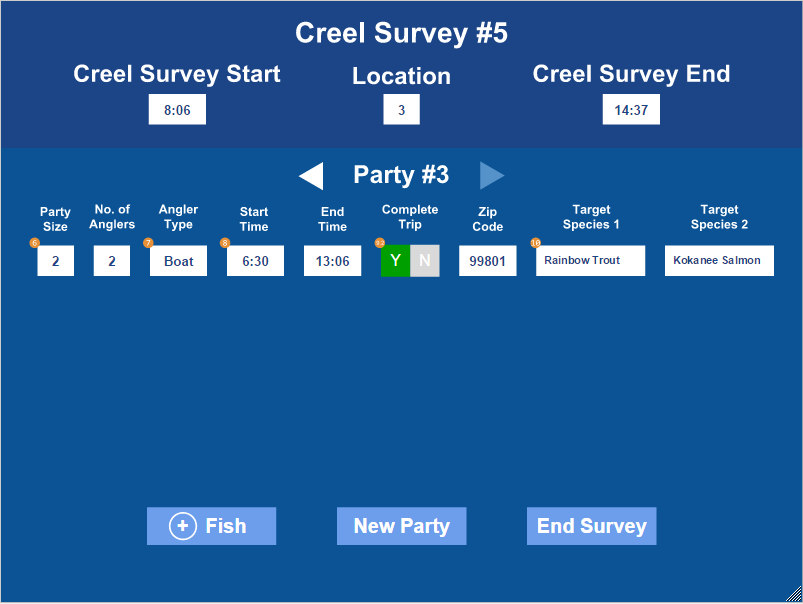 Creel Survey #5
Creel Survey Start Location Creel Survey End
8:06 3 14:37
Party #3
Party Size No. of Anglers Angler Type Start Time End Time Complete Trip Zip Code Target Species 1 Target Species 2
6 7 8 10
2 2 Boat 6:30 13:06 Y N 99801 Rainbow Trout Kokanee Salmon
+ Fish New Party End Survey